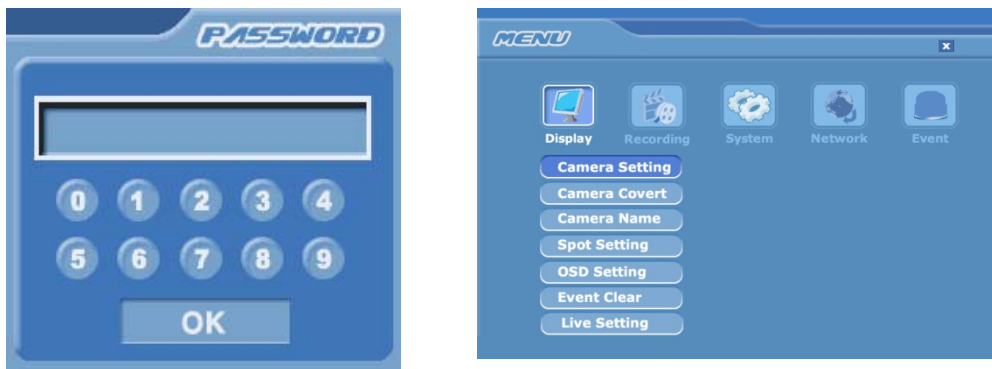 PASSWORD
0 1 2 3 4
5 6 7 8 9
OK
MENU
x
Display Recording System Network Event
Camera Setting
Camera Covert
Camera Name
Spot Setting
OSD Setting
Event Clear
Live Setting